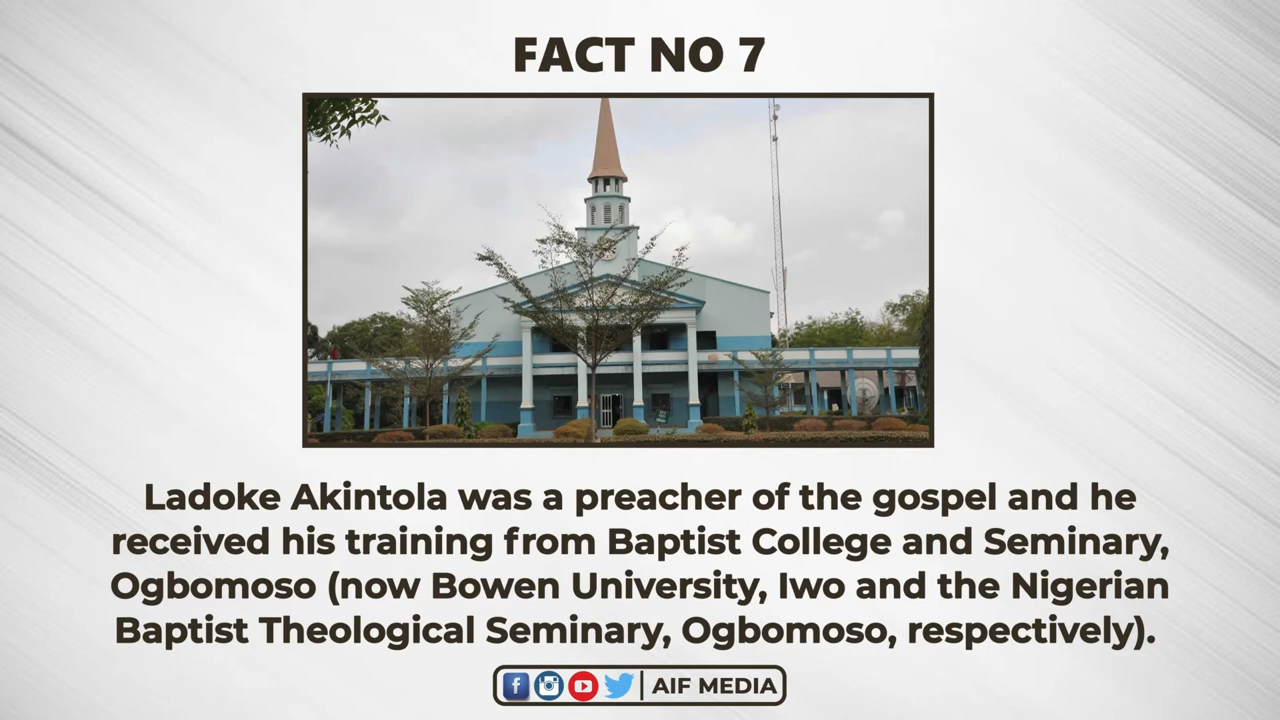 FACT NO 7
Ladoke Akintola was a preacher of the gospel and he
received his training from Baptist College and Seminary,
Ogbomoso (now Bowen University, Iwo and the Nigerian
Baptist Theological Seminary, Ogbomoso, respectively).
AIF MEDIA